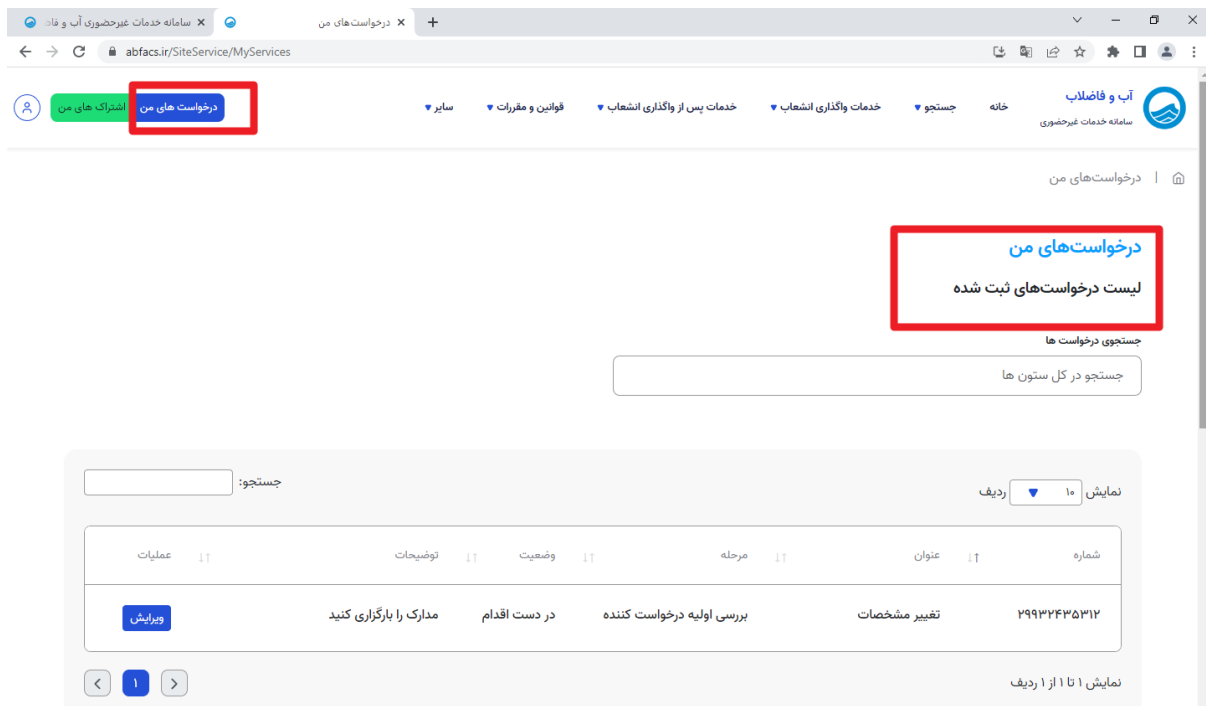 سامانه خدمات غیرحضوری آب و فاض
درخواست‌های من
abfacs.ir/SiteService/MyServices
آب و فاضلاب
سامانه خدمات غیرحضوری
خانه
جستجو
خدمات واگذاری انشعاب
خدمات پس از واگذاری انشعاب
قوانین و مقررات
سایر
درخواست های من
اشتراک های من
درخواست‌های من
درخواست‌های من
لیست درخواست‌های ثبت شده
جستجوی درخواست ها
جستجو در کل ستون ها
نمایش ۱۰ ردیف
جستجو:
شماره عنوان مرحله وضعیت توضیحات عملیات
۲۹۹۳۲۴۳۵۳۱۲ تغییر مشخصات بررسی اولیه درخواست کننده در دست اقدام مدارک را بارگزاری کنید ویرایش
نمایش ۱ تا ۱ از ۱ ردیف
۱